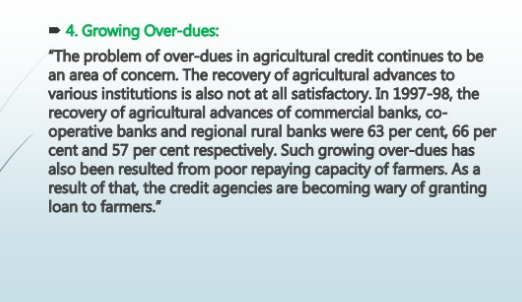 4. Growing Over-dues:
"The problem of over-dues in agricultural credit continues to be
an area of concern. The recovery of agricultural advances to
various institutions is also not at all satisfactory. In 1997-98, the
recovery of agricultural advances of commercial banks, co-
operative banks and regional rural banks were 63 per cent, 66 per
cent and 57 per cent respectively. Such growing over-dues has
also been resulted from poor repaying capacity of farmers. As a
result of that, the credit agencies are becoming wary of granting
loan to farmers."